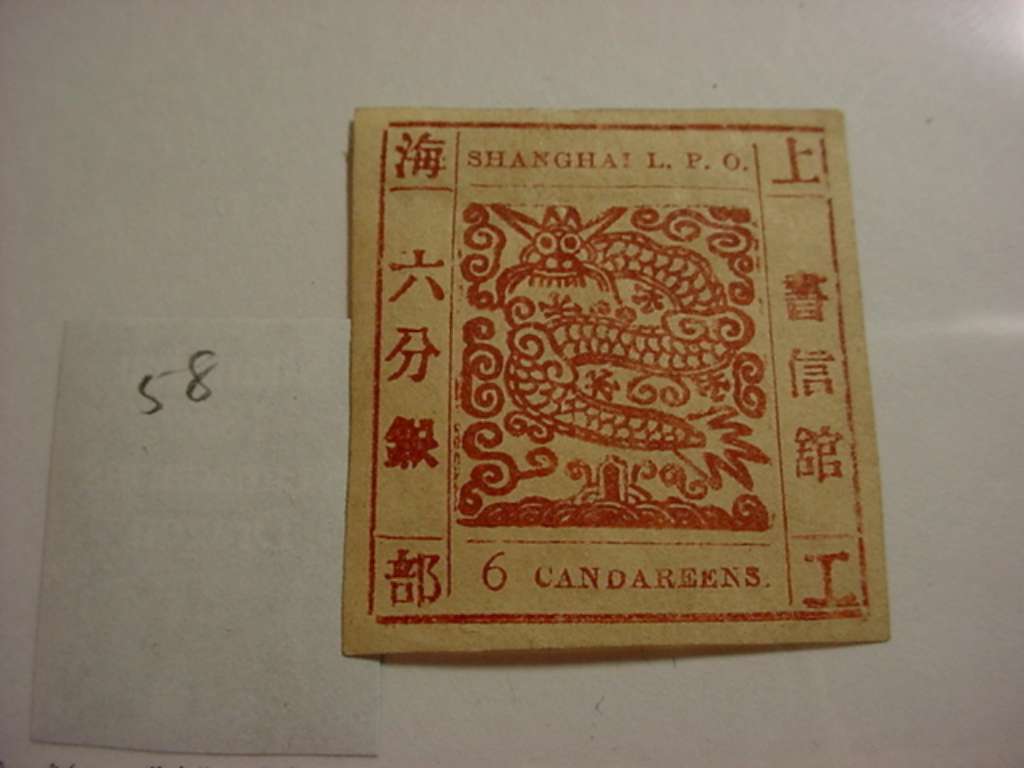 海 SHANGHAI L. P. O. 上
六分銀
書信館
部 6 CANDAREENS. 工
58